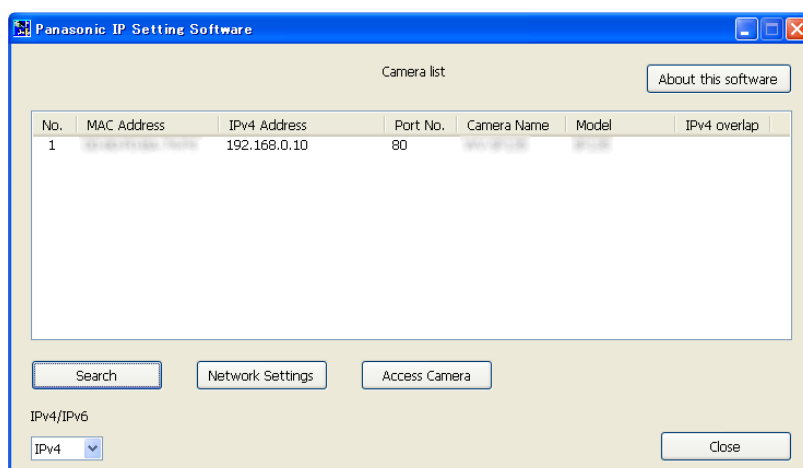 Panasonic IP Setting Software
Camera list
About this software
No. MAC Address IPv4 Address Port No. Camera Name Model IPv4 overlap
1 192.168.0.10 80
Search Network Settings Access Camera
IPv4/IPv6
IPv4 Close